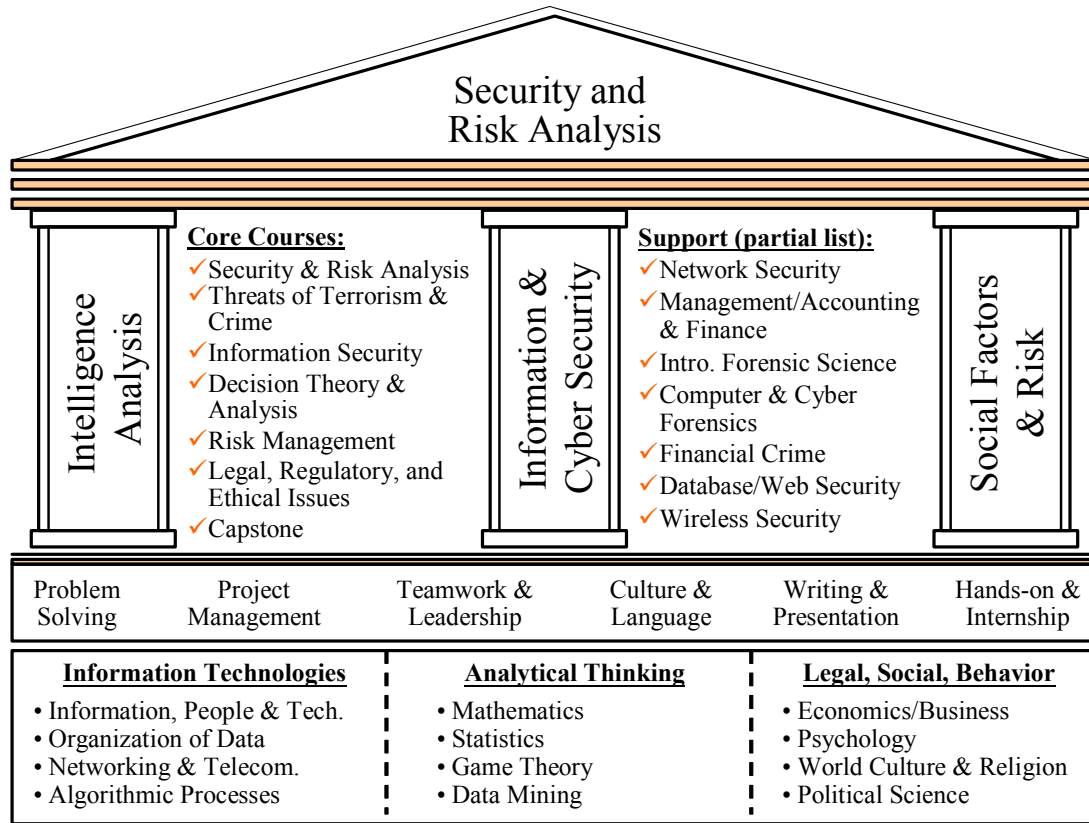 Security and
Risk Analysis
Intelligence
Analysis
Core Courses:
✓Security & Risk Analysis
✓Threats of Terrorism &
Crime
✓Information Security
✓Decision Theory &
Analysis
✓Risk Management
✓Legal, Regulatory, and
Ethical Issues
✓Capstone
Information &
Cyber Security
Support (partial list):
✓Network Security
✓Management/Accounting
& Finance
✓Intro. Forensic Science
✓Computer & Cyber
Forensics
✓Financial Crime
✓Database/Web Security
✓Wireless Security
Social Factors
& Risk
Problem
Solving
Project
Management
Teamwork &
Leadership
Culture &
Language
Writing &
Presentation
Hands-on &
Internship
Information Technologies
• Information, People & Tech.
• Organization of Data
• Networking & Telecom.
• Algorithmic Processes
Analytical Thinking
• Mathematics
• Statistics
• Game Theory
• Data Mining
Legal, Social, Behavior
• Economics/Business
• Psychology
• World Culture & Religion
• Political Science